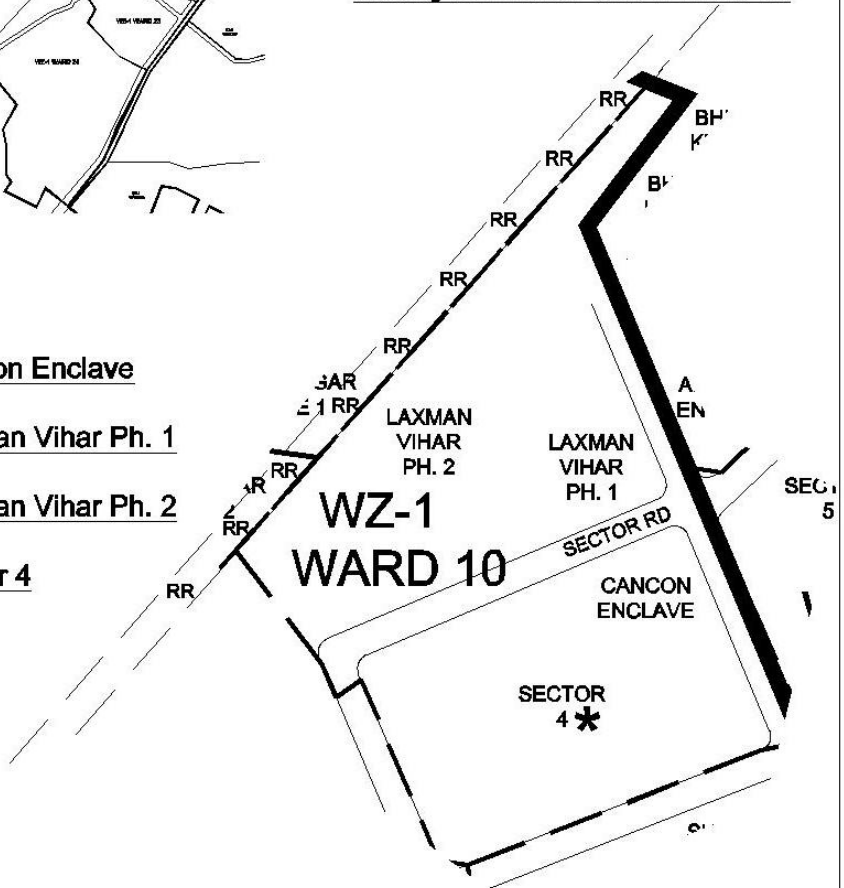 RR
RR
RR
RR
RR
on Enclave
an Vihar Ph. 1
an Vihar Ph. 2
r 4
RR
LAXMAN
VIHAR
PH. 2
LAXMAN
VIHAR
PH. 1
EN
RR
RR
WZ-1
WARD 10
SECTOR RD
5
RR
CANCON
ENCLAVE
SECTOR
4*